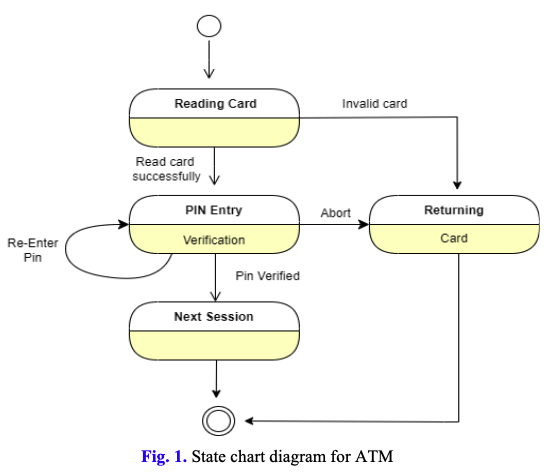 Reading Card
Invalid card
Read card
successfully
PIN Entry
Verification
Abort
Returning
Card
Re-Enter
Pin
Pin Verified
Next Session
Fig. 1. State chart diagram for ATM